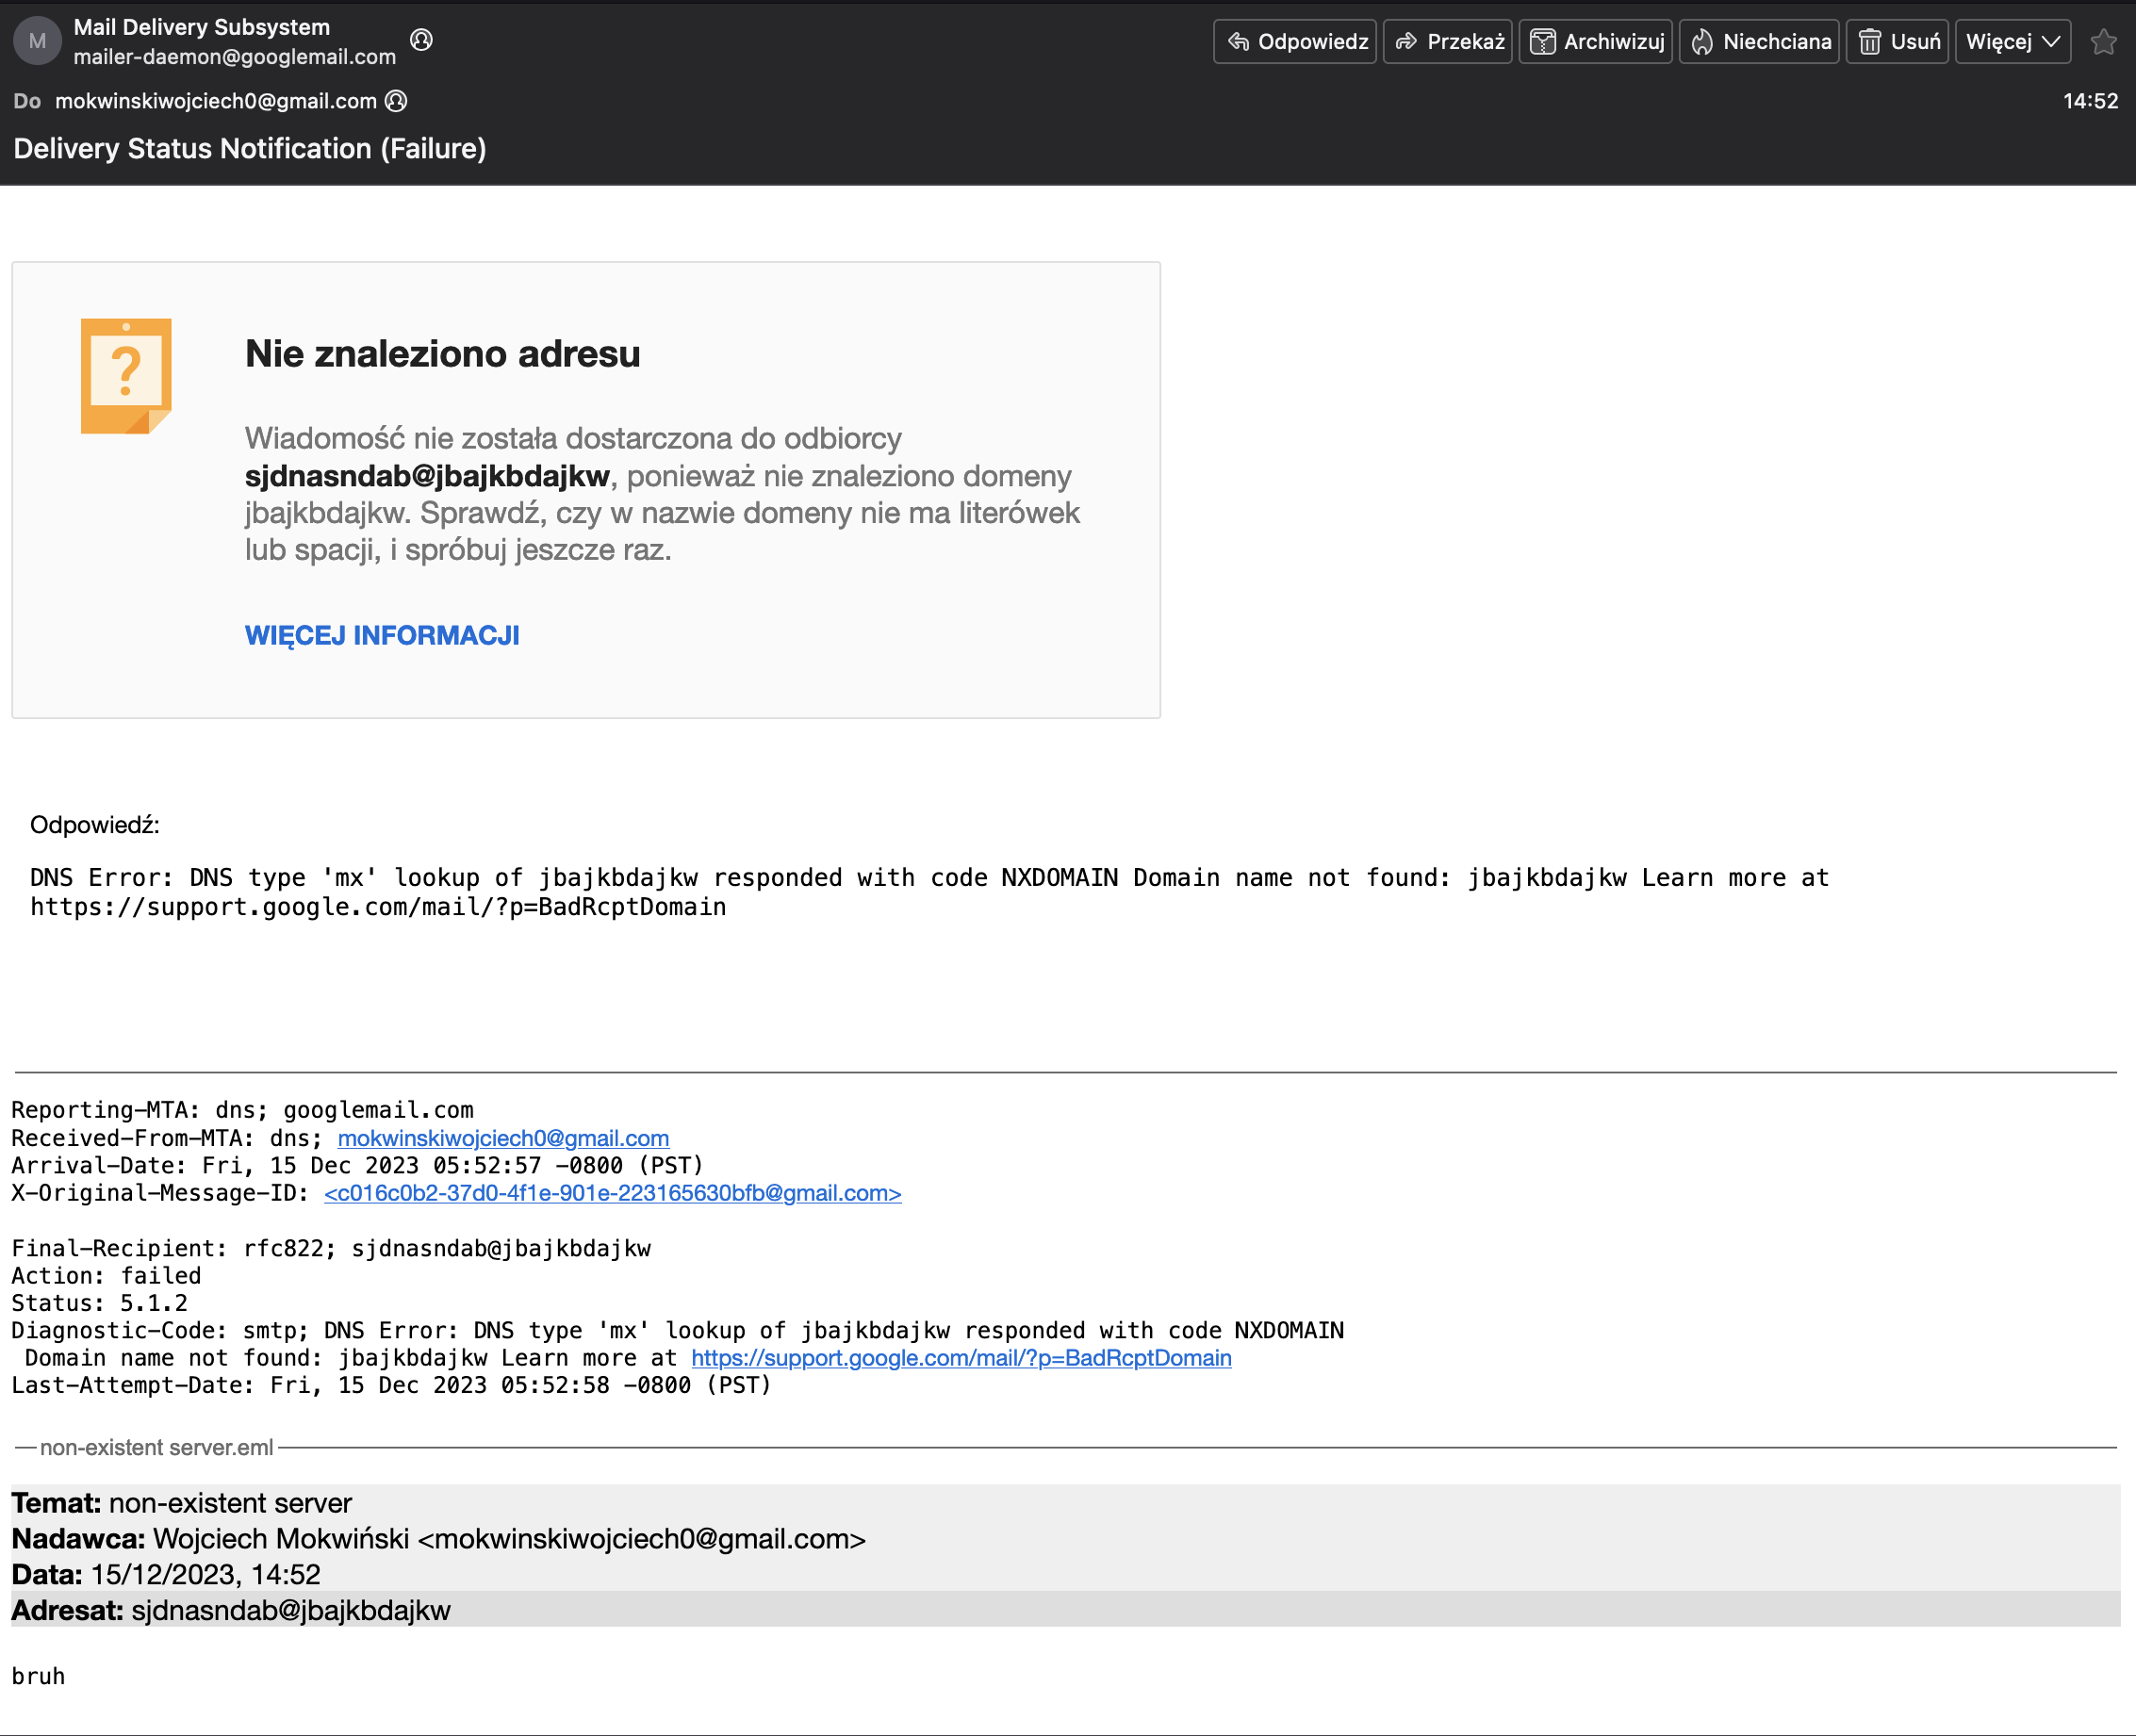 M
Mail Delivery Subsystem
mailer-daemon@googlemail.com
Odpowiedz
Przekaż
Archiwizuj
Niechciana
Usuń
Więcej
Do mokwinskiwojciech0@gmail.com
14:52
Delivery Status Notification (Failure)
?
Nie znaleziono adresu
Wiadomość nie została dostarczona do odbiorcy
sjdnasndab@jbajkbdajkw, ponieważ nie znaleziono domeny
jbajkbdajkw. Sprawdź, czy w nazwie domeny nie ma literówek
lub spacji, i spróbuj jeszcze raz.
WIĘCEJ INFORMACJI
Odpowiedź:
DNS Error: DNS type 'mx' lookup of jbajkbdajkw responded with code NXDOMAIN Domain name not found: jbajkbdajkw Learn more at
https://support.google.com/mail/?p=BadRcptDomain
Reporting-MTA: dns; googlemail.com
Received-From-MTA: dns; mokwinskiwojciech0@gmail.com
Arrival-Date: Fri, 15 Dec 2023 05:52:57 -0800 (PST)
X-Original-Message-ID: <c016c0b2-37d0-4f1e-901e-223165630bfb@gmail.com>
Final-Recipient: rfc822; sjdnasndab@jbajkbdajkw
Action: failed
Status: 5.1.2
Diagnostic-Code: smtp; DNS Error: DNS type 'mx' lookup of jbajkbdajkw responded with code NXDOMAIN
Domain name not found: jbajkbdajkw Learn more at https://support.google.com/mail/?p=BadRcptDomain
Last-Attempt-Date: Fri, 15 Dec 2023 05:52:58 -0800 (PST)
non-existent server.eml
Temat: non-existent server
Nadawca: Wojciech Mokwiński <mokwinskiwojciech0@gmail.com>
Data: 15/12/2023, 14:52
Adresat: sjdnasndab@jbajkbdajkw
bruh